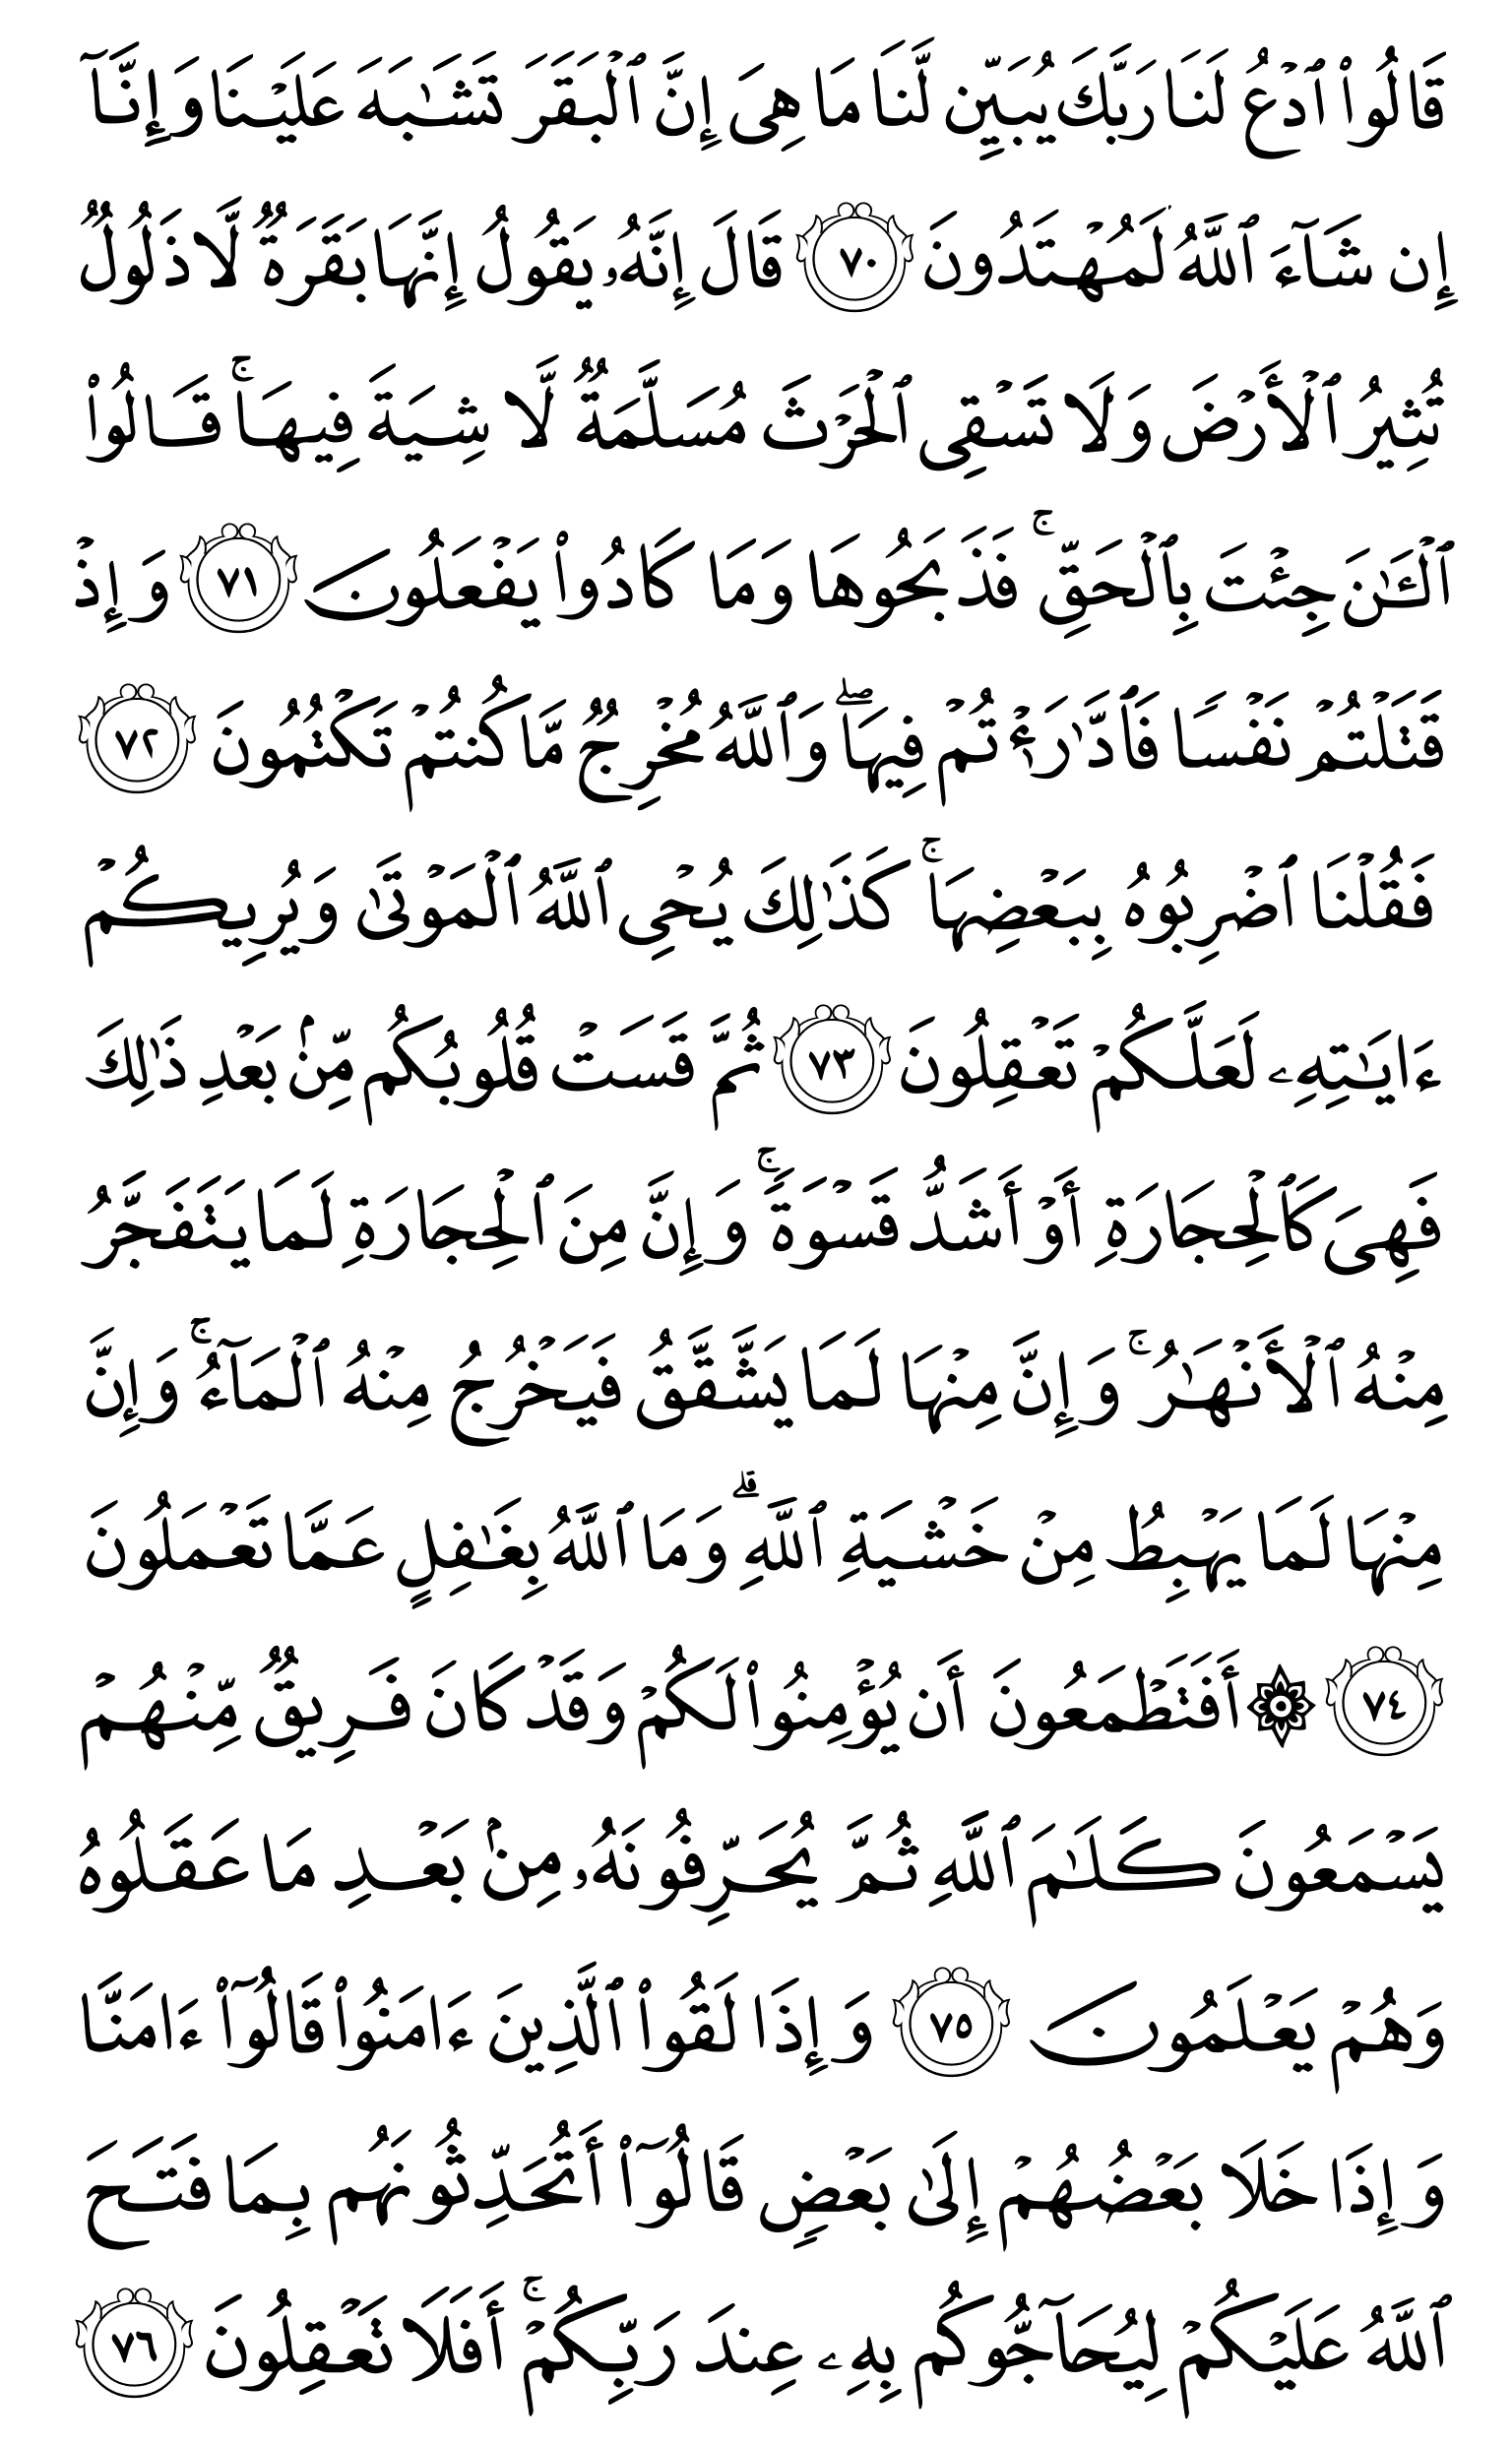 قَالُوا۟ ٱدْعُ لَنَا رَبَّكَ يُبَيِّن لَّنَا مَا هِىَ إِنَّ ٱلْبَقَرَ تَشَـٰبَهَ عَلَيْنَا وَإِنَّآ
إِن شَآءَ ٱللَّهُ لَمُهْتَدُونَ ٧٠ قَالَ إِنَّهُۥ يَقُولُ إِنَّهَا بَقَرَةٌ لَّا ذَلُولٌ
تُثِيرُ ٱلْأَرْضَ وَلَا تَسْقِى ٱلْحَرْثَ مُسَلَّمَةٌ لَّا شِيَةَ فِيهَا ۚ قَالُوا۟
ٱلْـَٔـٰنَ جِئْتَ بِٱلْحَقِّ ۚ فَذَبَحُوهَا وَمَا كَادُوا۟ يَفْعَلُونَ ٧١ وَإِذْ
قَتَلْتُمْ نَفْسًا فَٱدَّٰرَْٰٔتُمْ فِيهَا ۖ وَٱللَّهُ مُخْرِجٌ مَّا كُنتُمْ تَكْتُمُونَ ٧٢
فَقُلْنَا ٱضْرِبُوهُ بِبَعْضِهَا ۚ كَذَٰلِكَ يُحْىِ ٱللَّهُ ٱلْمَوْتَىٰ وَيُرِيكُمْ
ءَايَـٰتِهِۦ لَعَلَّكُمْ تَعْقِلُونَ ٧٣ ثُمَّ قَسَتْ قُلُوبُكُم مِّنۢ بَعْدِ ذَٰلِكَ
فَهِىَ كَٱلْحِجَارَةِ أَوْ أَشَدُّ قَسْوَةً ۚ وَإِنَّ مِنَ ٱلْحِجَارَةِ لَمَا يَتَفَجَّرُ
مِنْهُ ٱلْأَنْهَـٰرُ ۚ وَإِنَّ مِنْهَا لَمَا يَشَّقَّقُ فَيَخْرُجُ مِنْهُ ٱلْمَآءُ ۚ وَإِنَّ
مِنْهَا لَمَا يَهْبِطُ مِنْ خَشْيَةِ ٱللَّهِ ۗ وَمَا ٱللَّهُ بِغَـٰفِلٍ عَمَّا تَعْمَلُونَ
٧٤ ۞ أَفَتَطْمَعُونَ أَن يُؤْمِنُوا۟ لَكُمْ وَقَدْ كَانَ فَرِيقٌ مِّنْهُمْ
يَسْمَعُونَ كَلَـٰمَ ٱللَّهِ ثُمَّ يُحَرِّفُونَهُۥ مِنۢ بَعْدِ مَا عَقَلُوهُ
وَهُمْ يَعْلَمُونَ ٧٥ وَإِذَا لَقُوا۟ ٱلَّذِينَ ءَامَنُوا۟ قَالُوٓا۟ ءَامَنَّا
وَإِذَا خَلَا بَعْضُهُمْ إِلَىٰ بَعْضٍ قَالُوٓا۟ أَتُحَدِّثُونَهُم بِمَا فَتَحَ
ٱللَّهُ عَلَيْكُمْ لِيُحَآجُّوكُم بِهِۦ عِندَ رَبِّكُمْ ۚ أَفَلَا تَعْقِلُونَ ٧٦